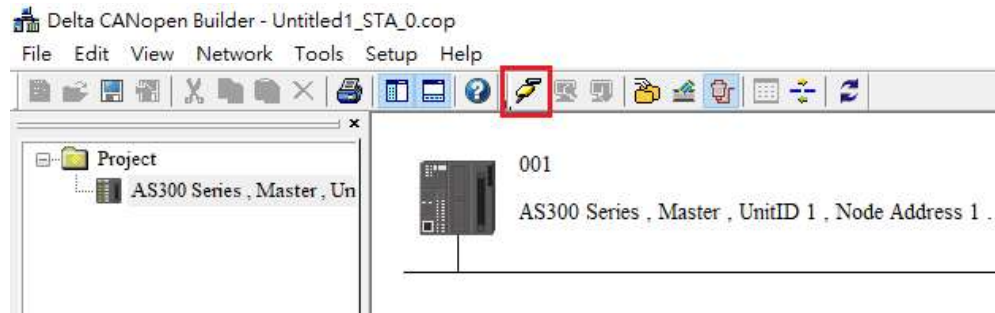 Delta CANopen Builder - Untitled1_STA_0.cop
File Edit View Network Tools Setup Help
Project
AS300 Series , Master , Un
001
AS300 Series , Master , UnitID 1 , Node Address 1 .